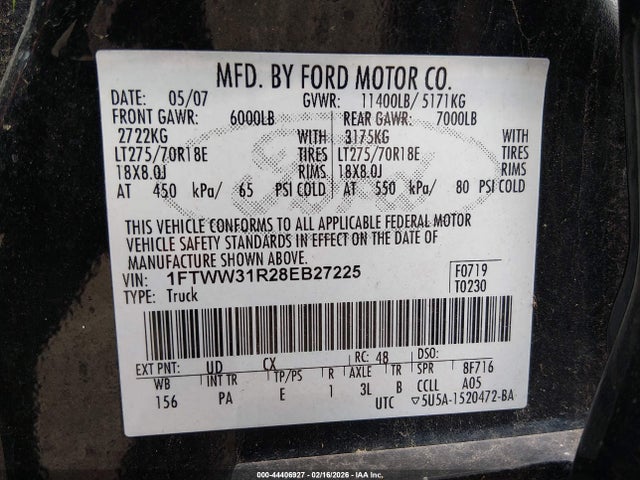 MFD. BY FORD MOTOR CO.
DATE: 05/07 GVWR: 11400LB/ 5171KG
FRONT GAWR: 6000LB REAR GAWR: 7000LB
2722KG WITH 3175KG WITH
LT275/70R18E TIRES LT275/70R18E TIRES
18X8.0J RIMS 18X8.0J RIMS
AT 450 kPa/ 65 PSI COLD AT 550 kPa/ 80 PSI COLD
THIS VEHICLE CONFORMS TO ALL APPLICABLE FEDERAL MOTOR
VEHICLE SAFETY STANDARDS IN EFFECT ON THE DATE OF
MANUFACTURE SHOWN ABOVE.
VIN: 1FTWW31R28EB27225 F0719
TYPE: Truck T0230
EXT PNT: UD CX RC: 48 DSO:
WB INT TR TP/PS R AXLE TR SPR 8F716
156 PA E 1 3L B CCLL A05
UTC ▽5U5A-1520472-BA
000-44406927 - 02/16/2026 - IAA Inc.